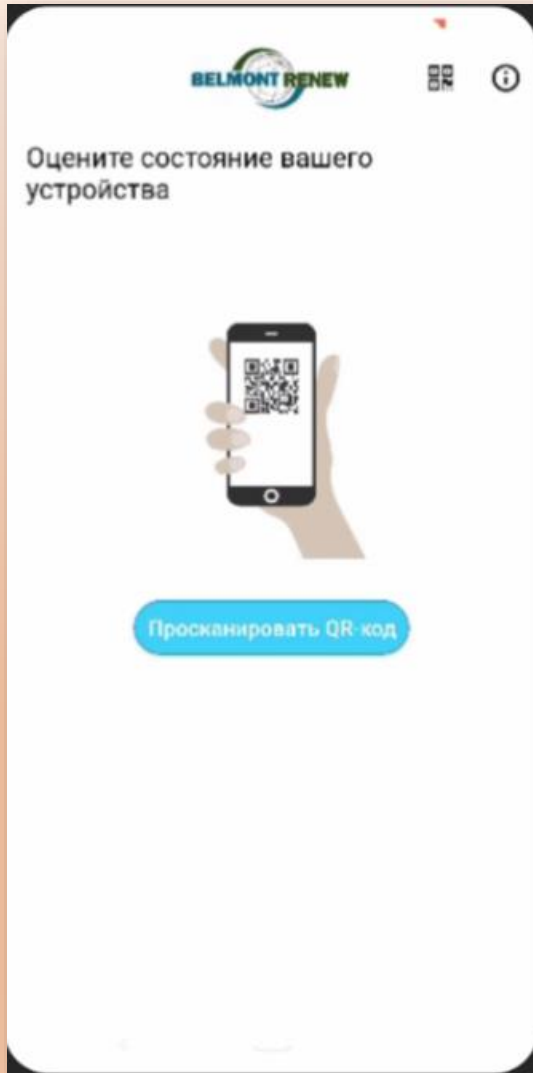 BELMONT RENEW
Оцените состояние вашего
устройства
Просканировать QR-код